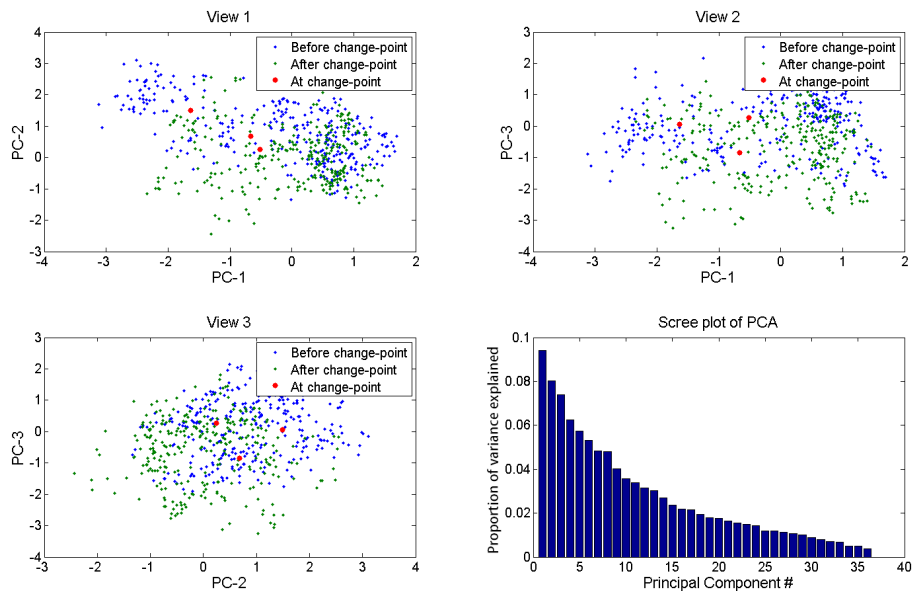 View 1
4
3
2
1
0
-1
-2
-3
PC-2
-4
-3
-2
-1
0
1
2
PC-1
Before change-point
After change-point
At change-point
View 2
3
2
1
0
-1
-2
-3
-4
PC-3
-4
-3
-2
-1
0
1
2
PC-1
Before change-point
After change-point
At change-point
View 3
3
2
1
0
-1
-2
-3
-4
PC-3
-3
-2
-1
0
1
2
3
4
PC-2
Before change-point
After change-point
At change-point
Scree plot of PCA
0.1
0.08
0.06
0.04
0.02
0
Proportion of variance explained
0
5
10
15
20
25
30
35
40
Principal Component #